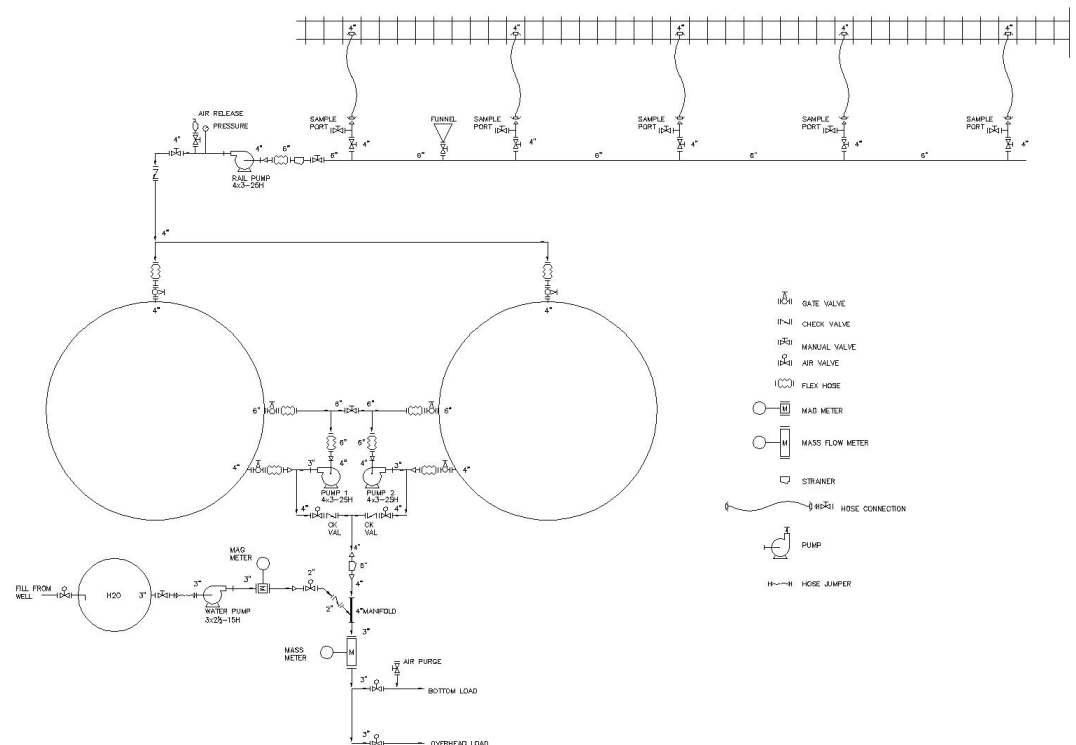 4" 4" 4" 4" 4"
AIR RELEASE
PRESSURE
SAMPLE
PORT
FUNNEL
SAMPLE
PORT
SAMPLE
PORT
SAMPLE
PORT
SAMPLE
PORT
4" 4" 4" 4" 4" 4"
4" 6" 6" 6" 6" 6" 6"
RAIL PUMP
4x3-25H
4"
4" 4"
GATE VALVE
CHECK VALVE
MANUAL VALVE
AIR VALVE
FLEX HOSE
MAG METER
MASS FLOW METER
STRAINER
HOSE CONNECTION
PUMP
HOSE JUMPER
M
M
6" 6" 6" 6"
6" 6"
4" 3" 4" 4" 3" 4"
PUMP 1
4x3-25H
PUMP 2
4x3-25H
4" 4"
CK
VAL
CK
VAL
4"
6"
4"
MAG
METER
FILL FROM
WELL
H2O
3" 3" 3" 2"
M
WATER PUMP
3x2½-15H
2"
4" MANIFOLD
3"
MASS
METER
M
AIR PURGE
3"
BOTTOM LOAD
3"
OVERHEAD LOAD